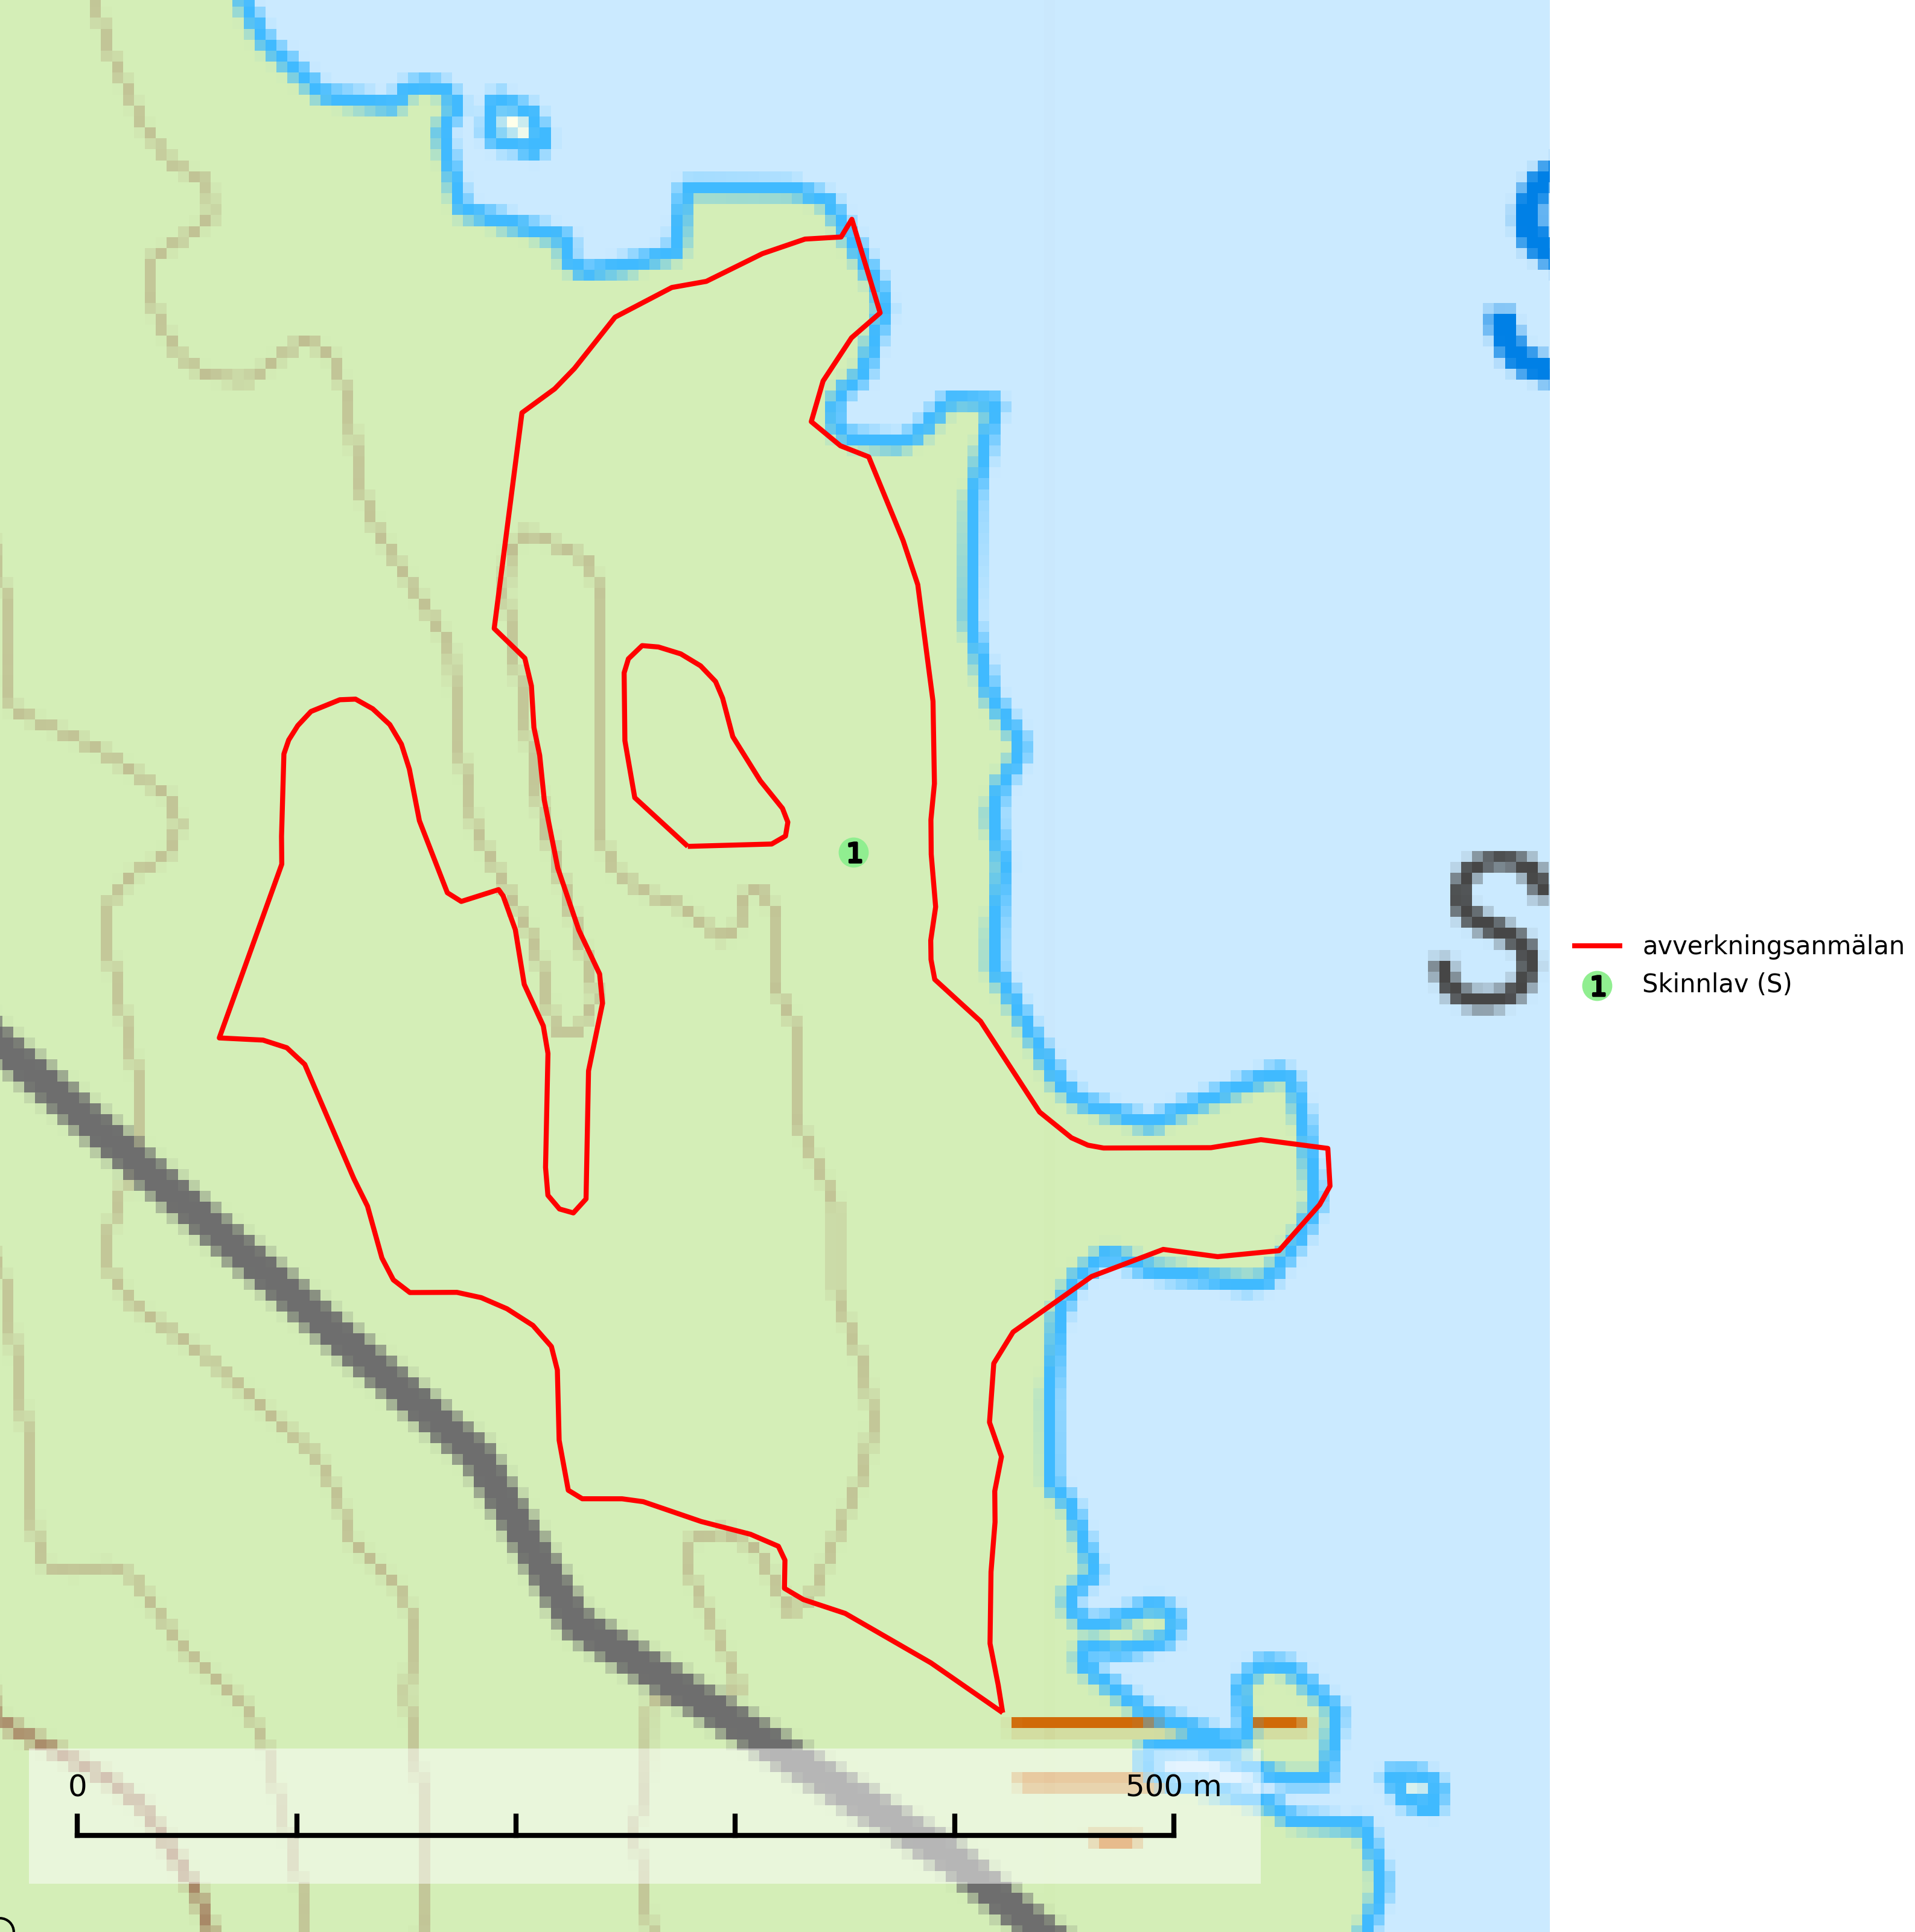 S
1
avverkningsanmälan
1 Skinnlav (S)
0 500 m